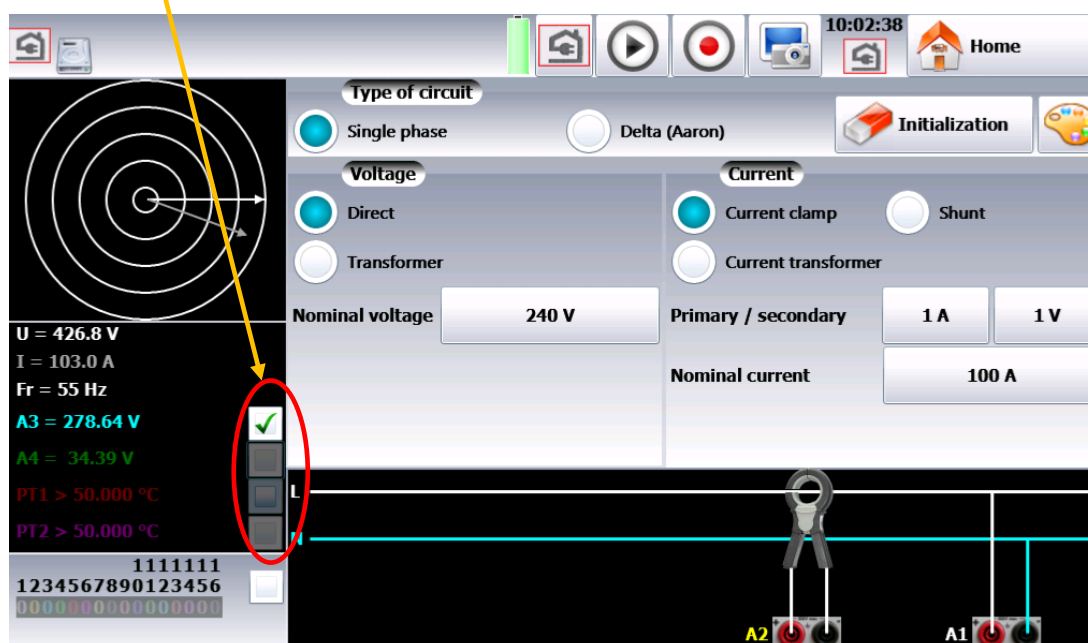 10:02:38
Home
Type of circuit
Single phase
Delta (Aaron)
Initialization
Voltage
Current
Direct
Current clamp
Shunt
Transformer
Current transformer
Nominal voltage
240 V
Primary / secondary
1 A
1 V
Nominal current
100 A
U = 426.8 V
I = 103.0 A
Fr = 55 Hz
A3 = 278.64 V
A4 = 34.39 V
PT1 > 50.000 °C
PT2 > 50.000 °C
L
N
1111111
1234567890123456
0000000000000000
A2
A1